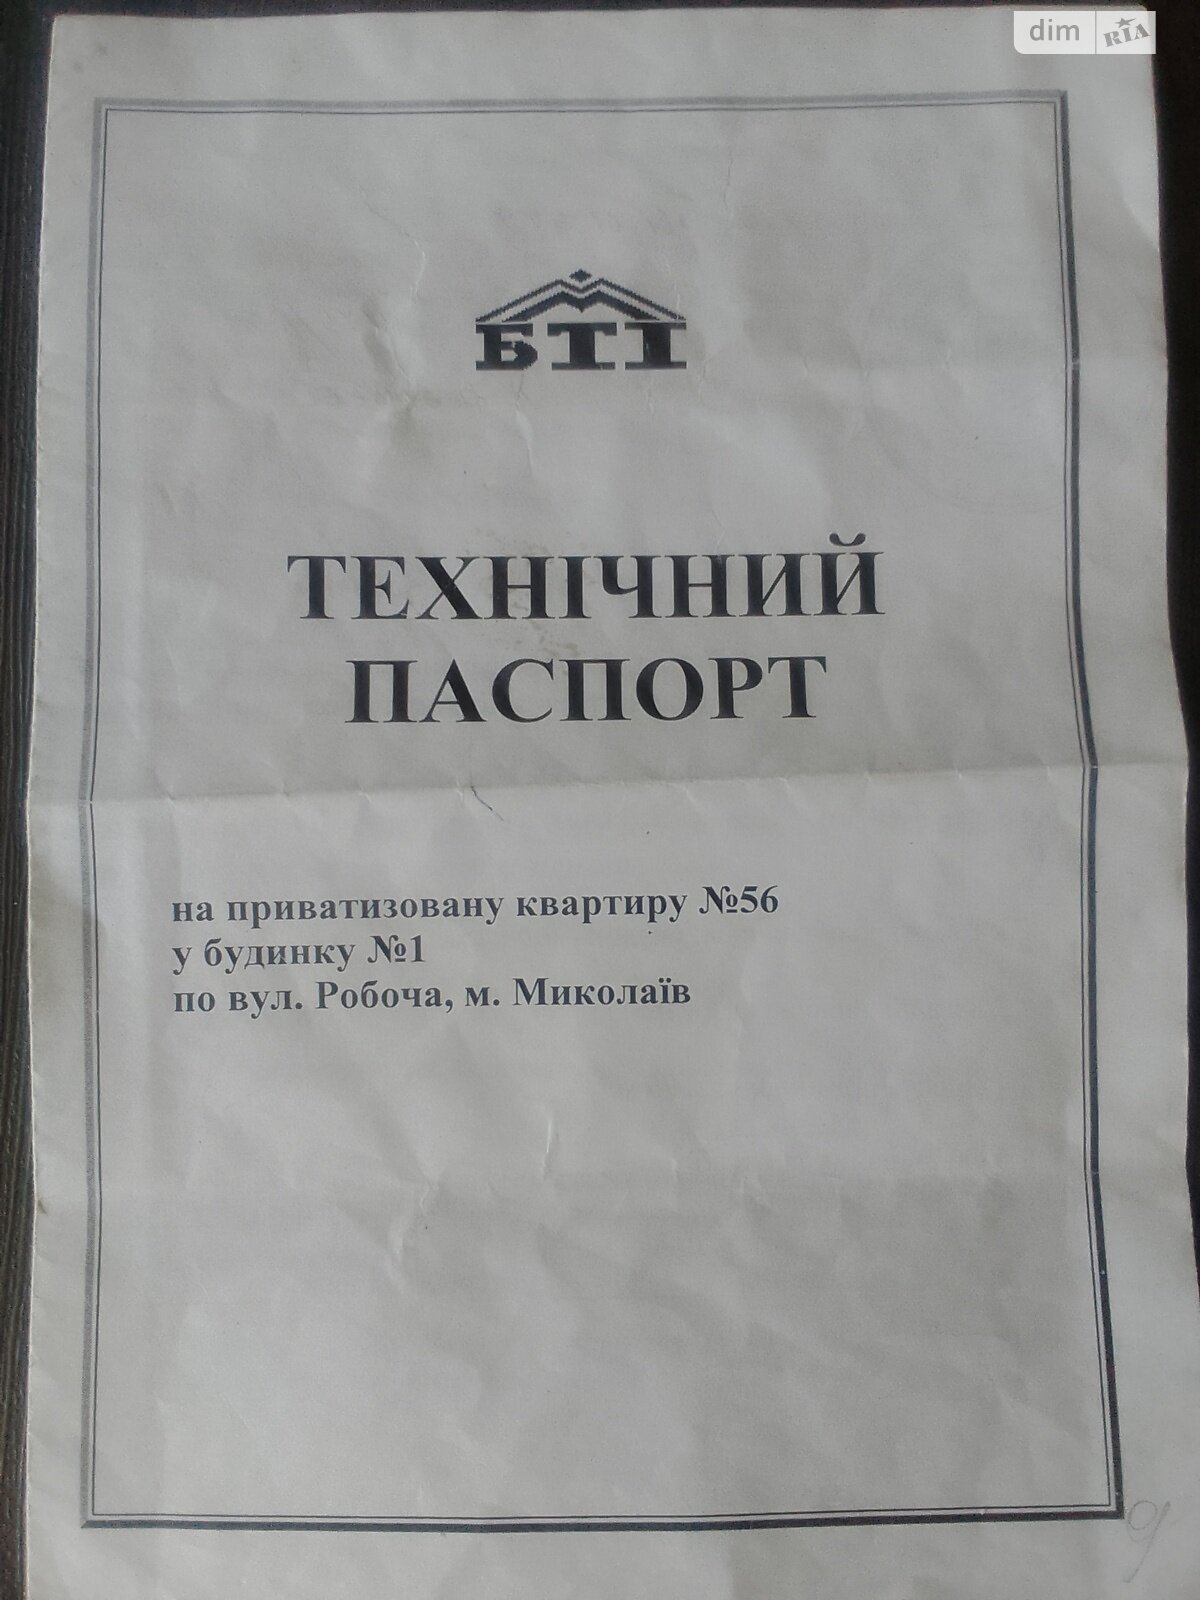 dim RIA
БТІ
ТЕХНІЧНИЙ
ПАСПОРТ
на приватизовану квартиру №56
у будинку №1
по вул. Робоча, м. Миколаїв